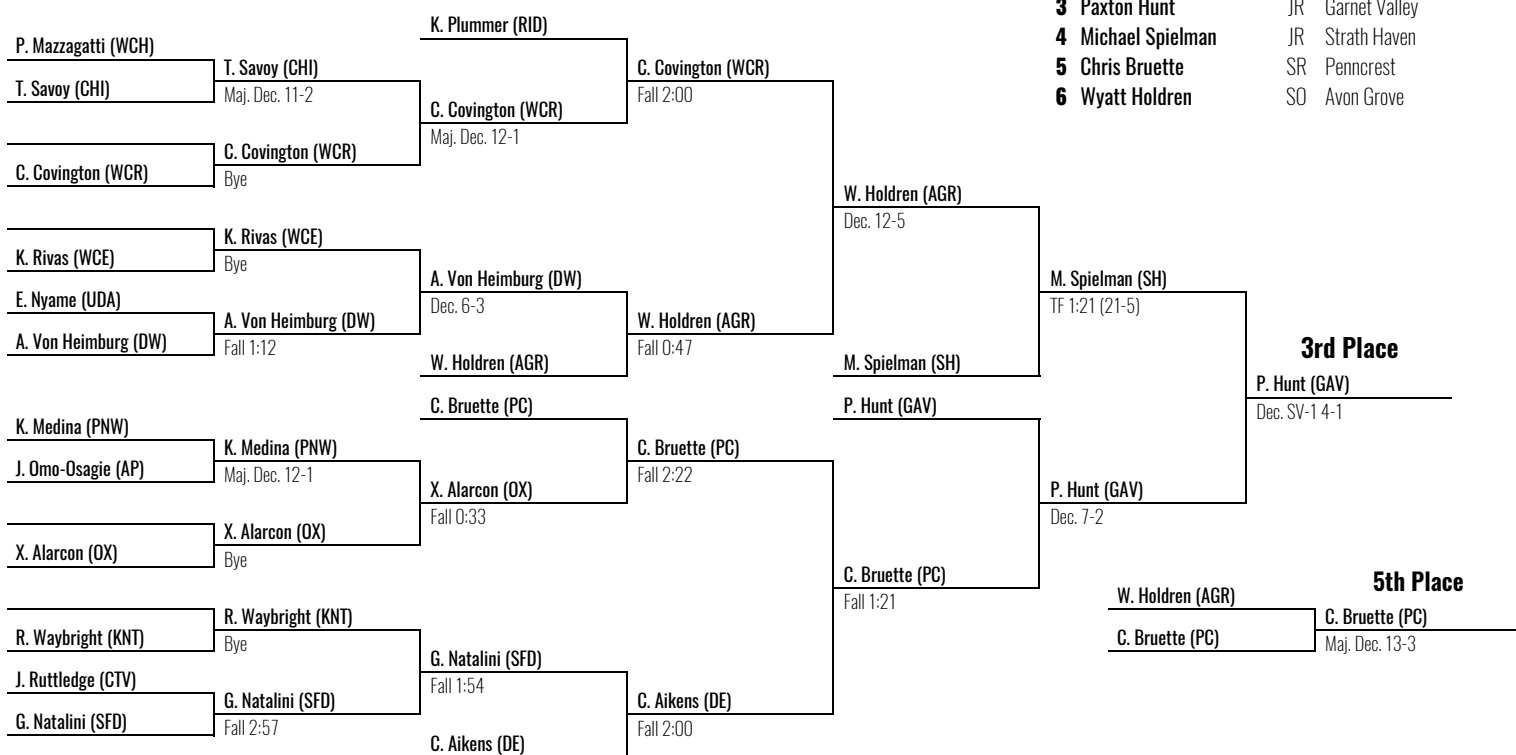 3 Paxton Hunt JR Garnet Valley
4 Michael Spielman JR Strath Haven
5 Chris Bruette SR Penncrest
6 Wyatt Holdren SO Avon Grove
P. Mazzagatti (WCH)
T. Savoy (CHI)
C. Covington (WCR)
K. Rivas (WCE)
E. Nyame (UDA)
A. Von Heimburg (DW)
K. Medina (PNW)
J. Omo-Osagie (AP)
X. Alarcon (OX)
R. Waybright (KNT)
J. Ruttledge (CTV)
G. Natalini (SFD)
T. Savoy (CHI)
Maj. Dec. 11-2
C. Covington (WCR)
Bye
K. Rivas (WCE)
Bye
A. Von Heimburg (DW)
Fall 1:12
K. Medina (PNW)
Maj. Dec. 12-1
X. Alarcon (OX)
Bye
R. Waybright (KNT)
Bye
G. Natalini (SFD)
Fall 2:57
K. Plummer (RID)
C. Covington (WCR)
Maj. Dec. 12-1
A. Von Heimburg (DW)
Dec. 6-3
W. Holdren (AGR)
C. Bruette (PC)
X. Alarcon (OX)
Fall 0:33
G. Natalini (SFD)
Fall 1:54
C. Aikens (DE)
C. Covington (WCR)
Fall 2:00
W. Holdren (AGR)
Fall 0:47
C. Bruette (PC)
Fall 2:22
C. Aikens (DE)
Fall 2:00
W. Holdren (AGR)
Dec. 12-5
M. Spielman (SH)
P. Hunt (GAV)
C. Bruette (PC)
Fall 1:21
M. Spielman (SH)
TF 1:21 (21-5)
P. Hunt (GAV)
Dec. 7-2
3rd Place
P. Hunt (GAV)
Dec. SV-1 4-1
5th Place
W. Holdren (AGR)
C. Bruette (PC)
C. Bruette (PC)
Maj. Dec. 13-3